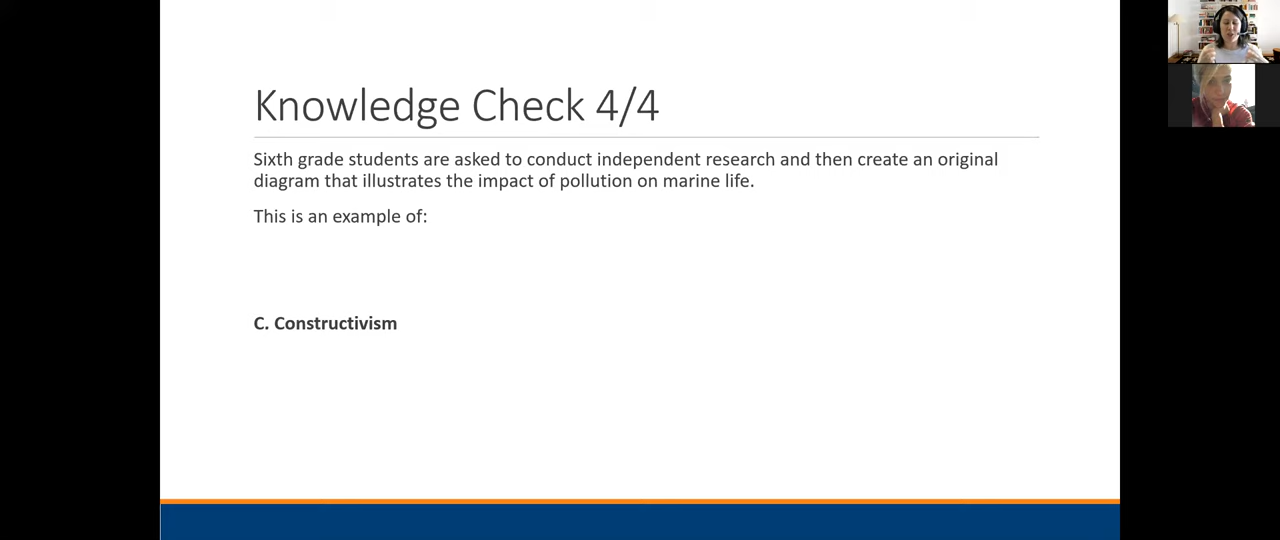 Knowledge Check 4/4
Sixth grade students are asked to conduct independent research and then create an original
diagram that illustrates the impact of pollution on marine life.
This is an example of:
C. Constructivism